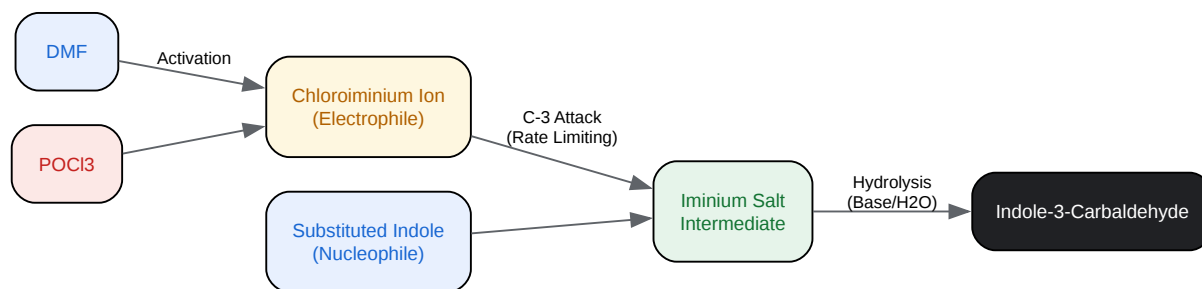 DMF
Activation
POCl3
Chloroiminium Ion
(Electrophile)
C-3 Attack
(Rate Limiting)
Substituted Indole
(Nucleophile)
Iminium Salt
Intermediate
Hydrolysis
(Base/H2O)
Indole-3-Carbaldehyde